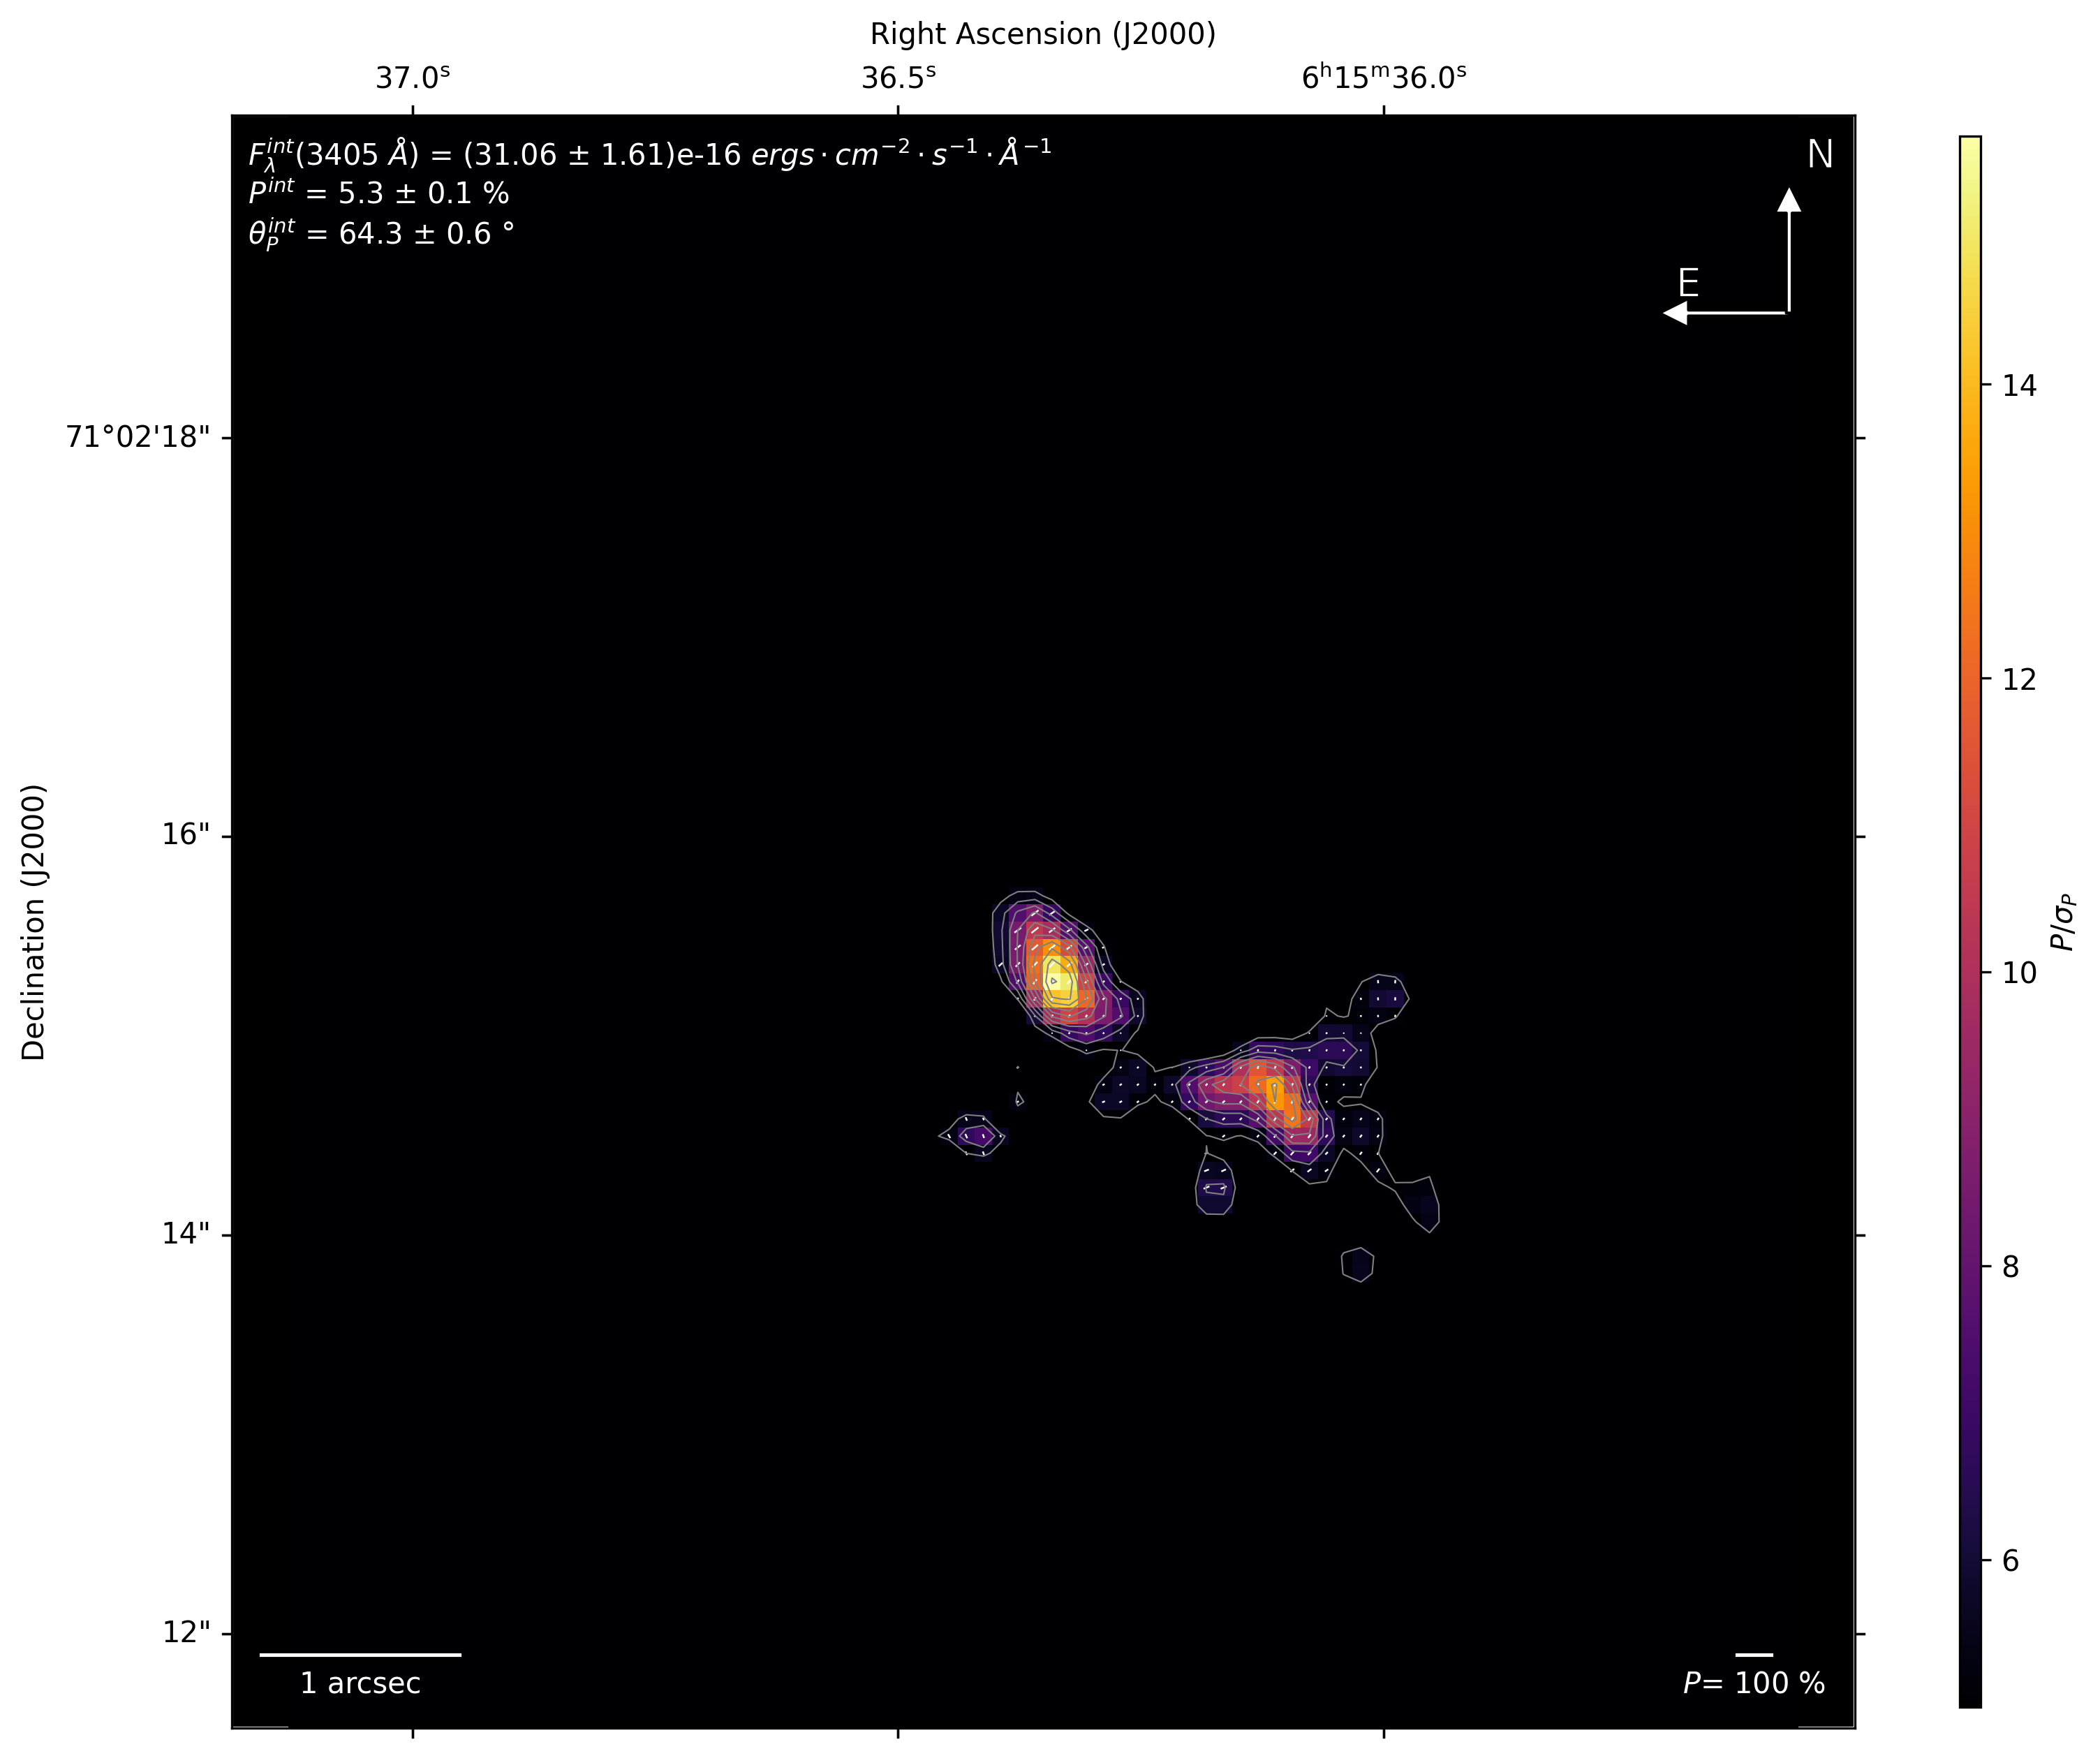 Right Ascension (J2000)
37.0ˢ 36.5ˢ 6ʰ15ᵐ36.0ˢ
F_λ^int(3405 Å) = (31.06 ± 1.61)e-16 ergs · cm⁻² · s⁻¹ · Å⁻¹
P^int = 5.3 ± 0.1 %
θ_P^int = 64.3 ± 0.6 °
N
E
71°02'18"
16"
14"
12"
Declination (J2000)
1 arcsec
P= 100 %
14
12
10
8
6
P/σ_P